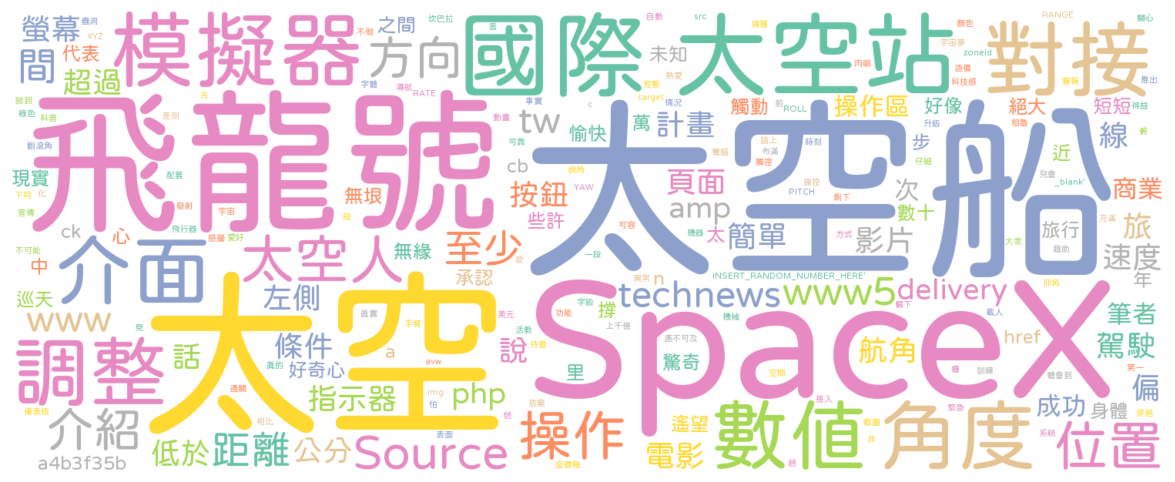 螢幕
間
代表
超過
模擬器
方向
之間
坎巴拉
國際
太空站
未知
對接
飛龍號
tw
cb
愉快
萬
計畫
觸動
操作區
好像
絕大
短短
線
步
近
太空船
現實
無垠
按鈕
些許
頁面
amp
太
簡單
次
數十
影片
旅行
旅
商業
速度
年
ck
心
中
介面
太空人
無緣
至少
承認
巡天
www
左側
太空
SpaceX
technews
www5
delivery
n
INSERT_RANDOM_NUMBER_HERE'
調整
話
條件
好奇心
a
說
撐
里
驚奇
航角
href
筆者
駕駛
指示器
php
介紹
a4b3f35b
低於
距離
公分
Source
操作
遙望
電影
數值
角度
成功
身體
偏
位置
XYZ
RATE
target
src
ROLL
YAW
PITCH
RANGE
zoneid
_blank'
img
avw
c